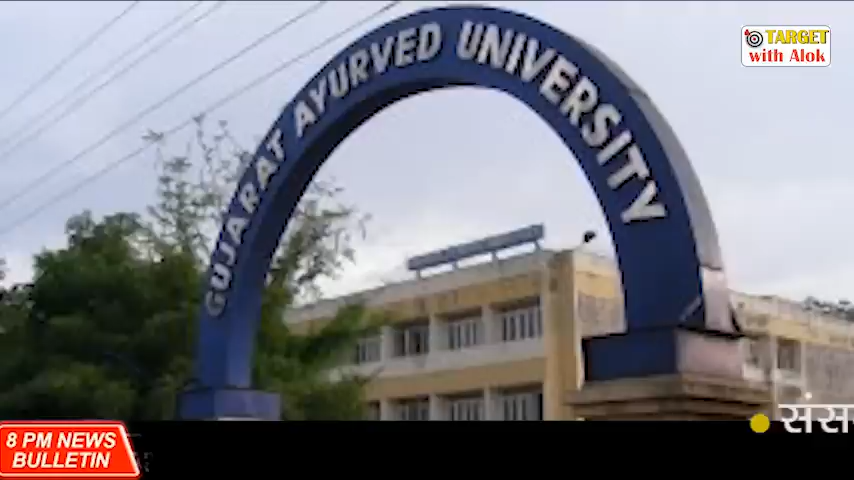 TARGET
with Alok
GUJARAT AYURVED UNIVERSITY
8 PM NEWS
BULLETIN